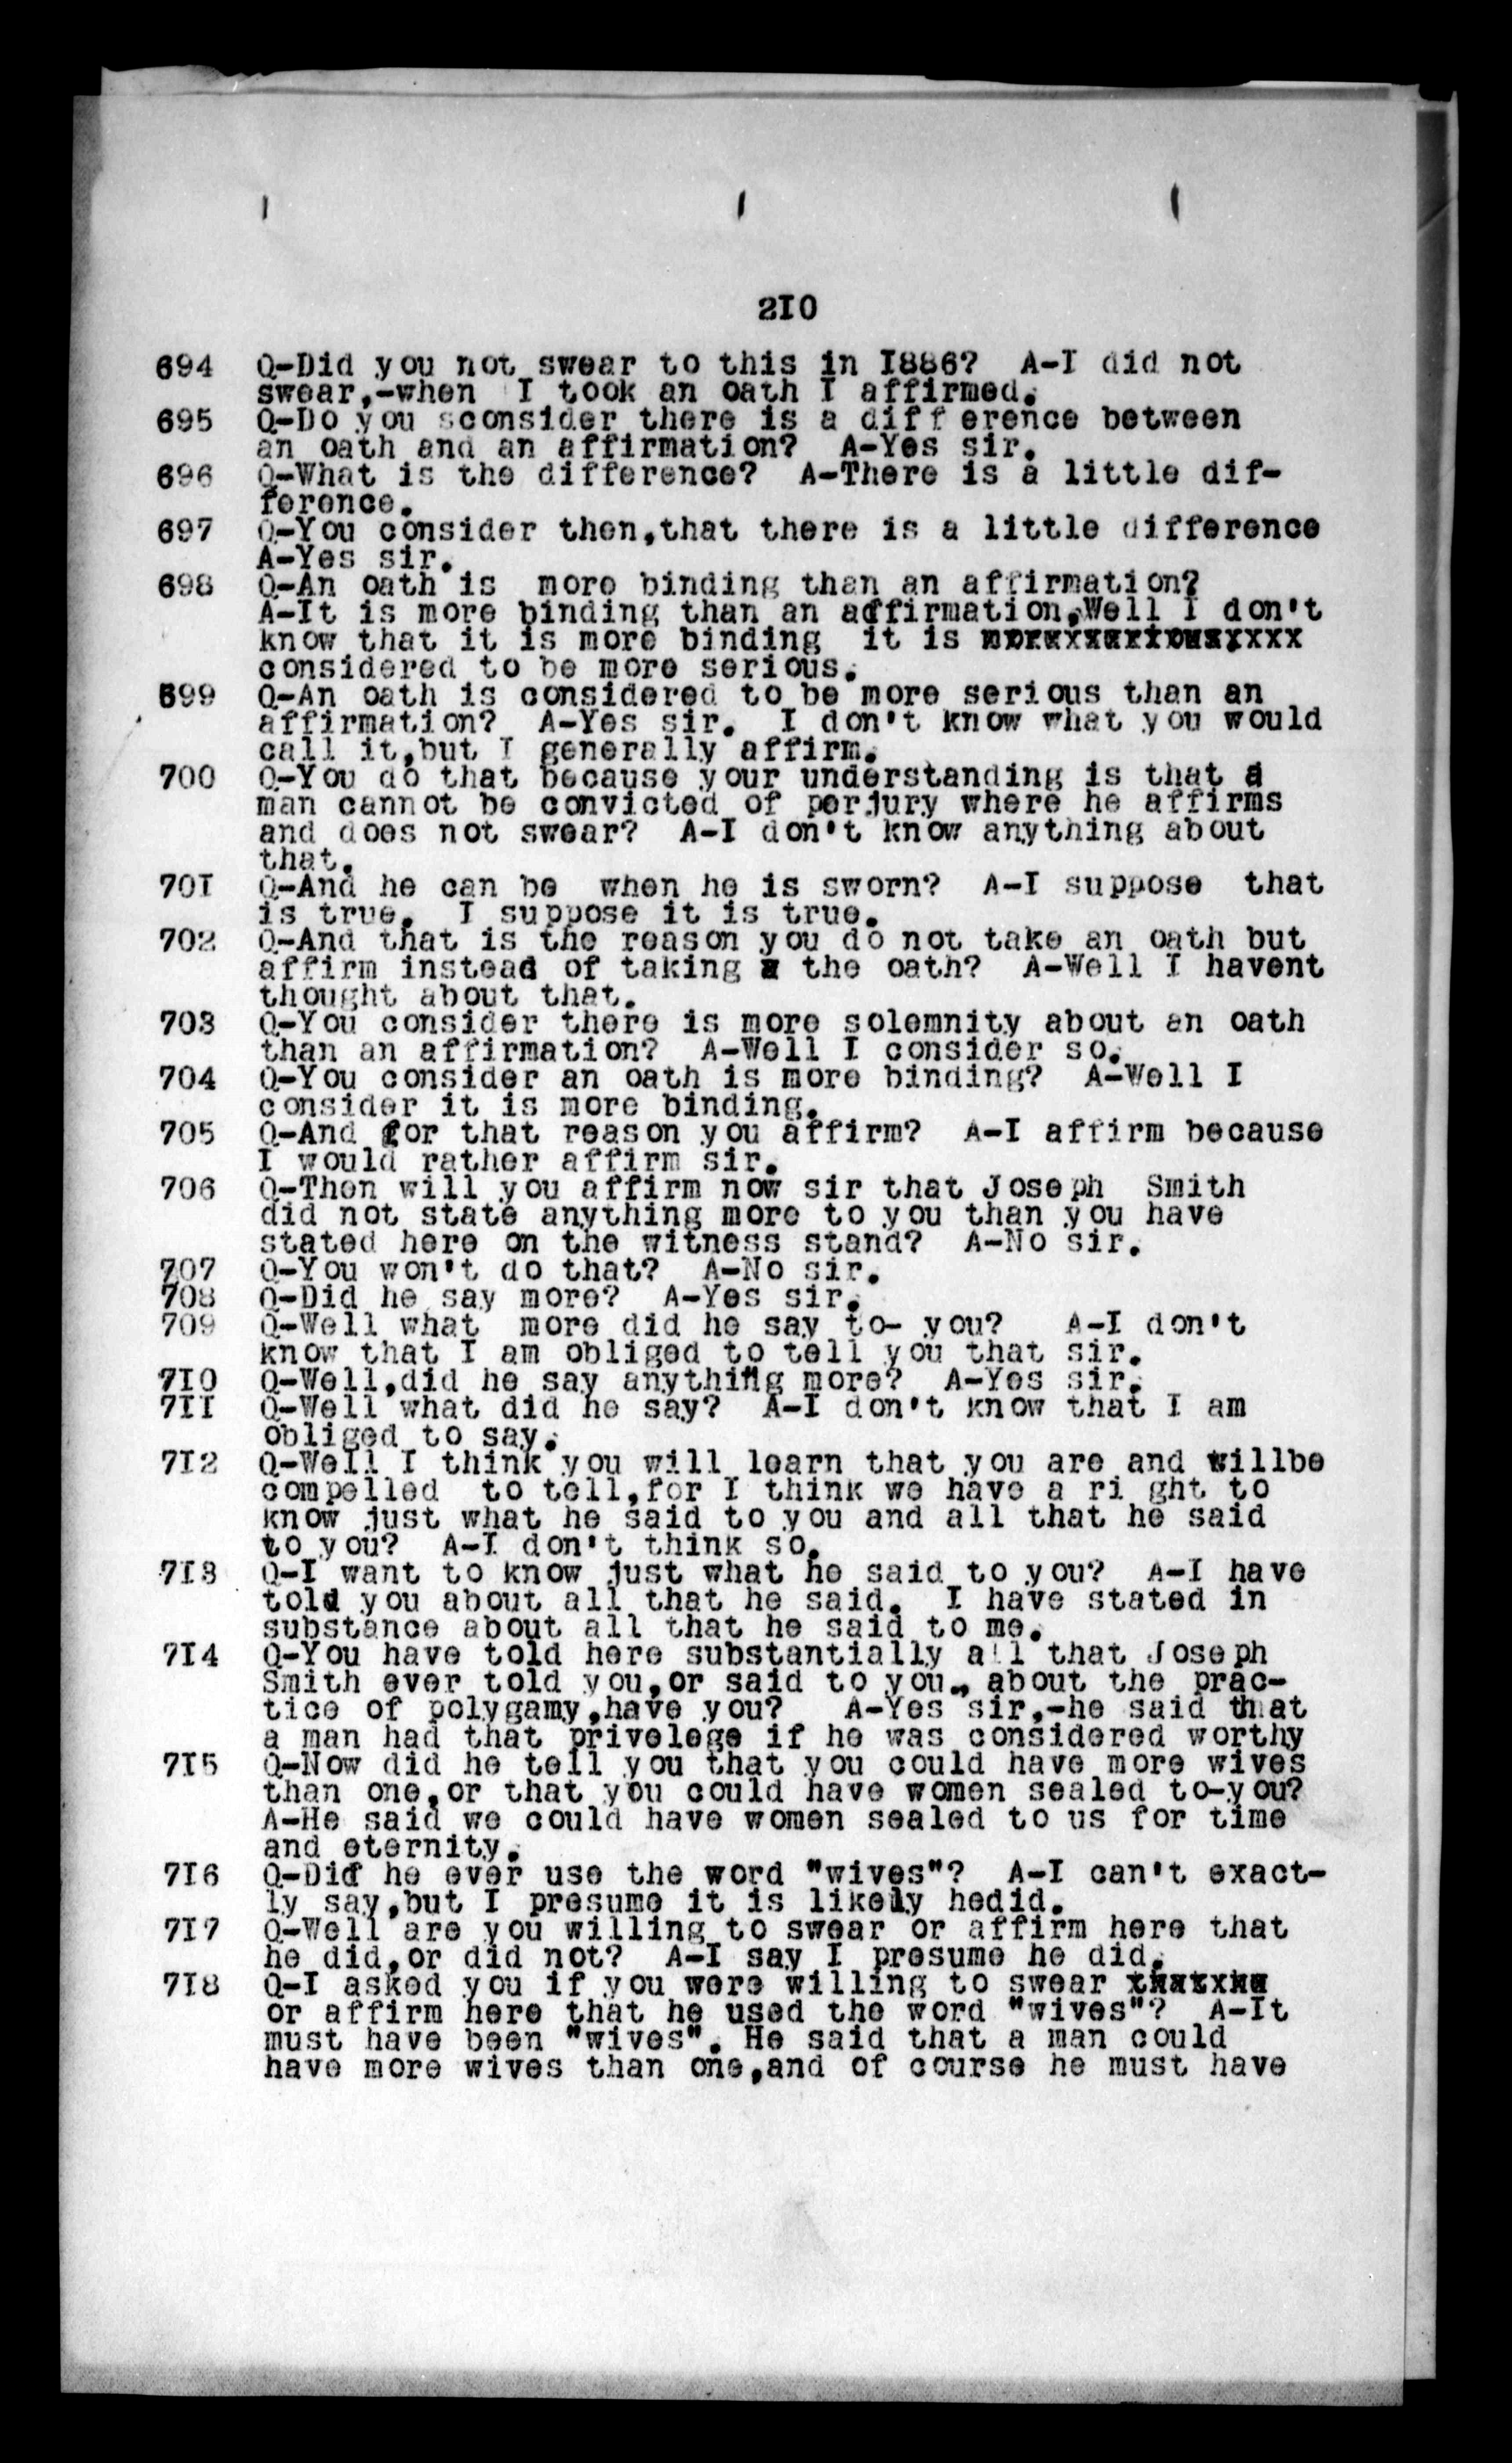 210
694 Q-Did you not swear to this in I886? A-I did not
swear,-when I took an oath I affirmed.
695 Q-Do you sconsider there is a diff erence between
an oath and an affirmation? A-Yes sir.
696 Q-What is the difference? A-There is a little dif-
ference.
697 Q-You consider then,that there is a little difference
A-Yes sir.
698 Q-An oath is more binding than an affirmation?
A-It is more binding than an affirmation,Well I don't
know that it is more binding it is
considered to be more serious.
699 Q-An oath is considered to be more serious than an
affirmation? A-Yes sir. I don't know what you would
call it,but I generally affirm.
700 Q-You do that because your understanding is that a
man cannot be convicted of perjury where he affirms
and does not swear? A-I don't know anything about
that.
70I Q-And he can be when he is sworn? A-I suppose that
is true. I suppose it is true.
702 Q-And that is the reason you do not take an oath but
affirm instead of taking the oath? A-Well I havent
thought about that.
703 Q-You consider there is more solemnity about an oath
than an affirmation? A-Well I consider so.
704 Q-You consider an oath is more binding? A-Well I
consider it is more binding.
705 Q-And for that reason you affirm? A-I affirm because
I would rather affirm sir.
706 Q-Then will you affirm now sir that Joseph Smith
did not state anything more to you than you have
stated here on the witness stand? A-No sir.
707 Q-You won't do that? A-No sir.
708 Q-Did he say more? A-Yes sir.
709 Q-Well what more did he say to- you? A-I don't
know that I am obliged to tell you that sir.
7I0 Q-Well,did he say anything more? A-Yes sir.
7II Q-Well what did he say? A-I don't know that I am
obliged to say.
7I2 Q-Well I think you will learn that you are and willbe
compelled to tell,for I think we have a ri ght to
know just what he said to you and all that he said
to you? A-I don't think so.
7I3 Q-I want to know just what he said to you? A-I have
told you about all that he said. I have stated in
substance about all that he said to me.
7I4 Q-You have told here substantially all that Joseph
Smith ever told you,or said to you., about the prac-
tice of polygamy,have you? A-Yes sir,-he said that
a man had that privelege if he was considered worthy
7I5 Q-Now did he tell you that you could have more wives
than one,or that you could have women sealed to-you?
A-He said we could have women sealed to us for time
and eternity.
7I6 Q-Did he ever use the word "wives"? A-I can't exact-
ly say,but I presume it is likely hedid.
7I7 Q-Well are you willing to swear or affirm here that
he did,or did not? A-I say I presume he did.
7I8 Q-I asked you if you were willing to swear
or affirm here that he used the word "wives"? A-It
must have been "wives". He said that a man could
have more wives than one,and of course he must have